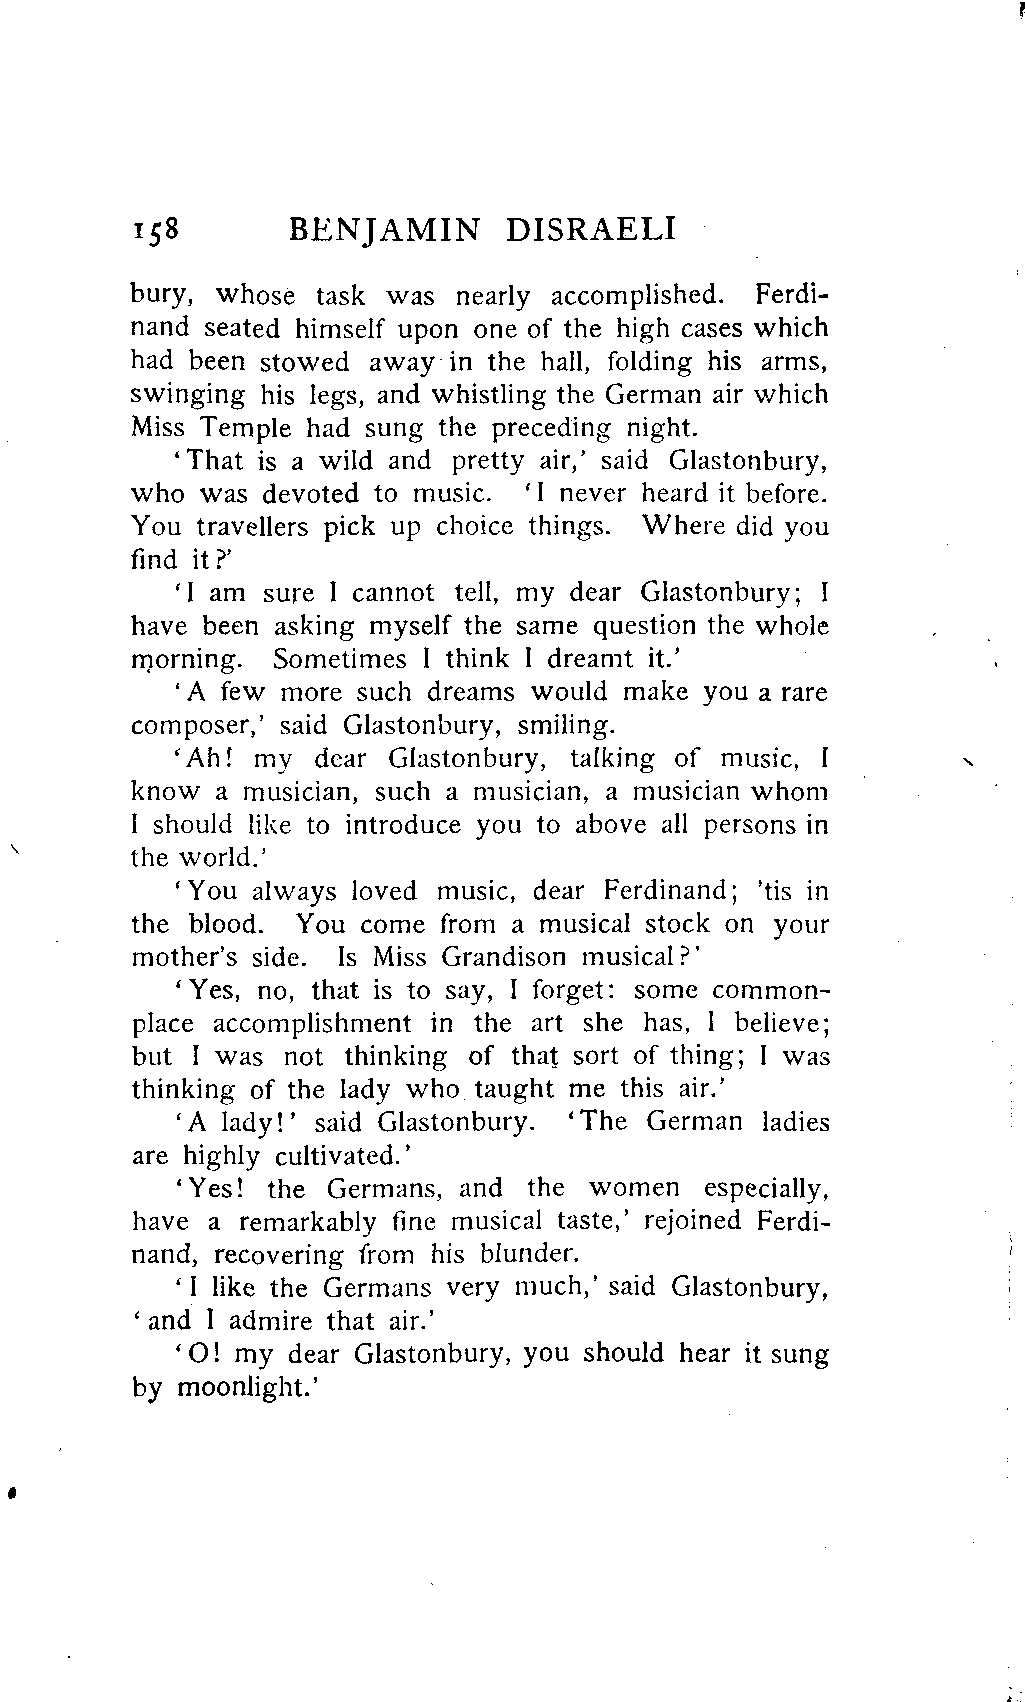 158 BENJAMIN DISRAELI
bury, whose task was nearly accomplished. Ferdi-
nand seated himself upon one of the high cases which
had been stowed away in the hall, folding his arms,
swinging his legs, and whistling the German air which
Miss Temple had sung the preceding night.
‘That is a wild and pretty air,’ said Glastonbury,
who was devoted to music. ‘I never heard it before.
You travellers pick up choice things. Where did you
find it?’
‘I am sure I cannot tell, my dear Glastonbury; I
have been asking myself the same question the whole
morning. Sometimes I think I dreamt it.’
‘A few more such dreams would make you a rare
composer,’ said Glastonbury, smiling.
‘Ah! my dear Glastonbury, talking of music, I
know a musician, such a musician, a musician whom
I should like to introduce you to above all persons in
the world.’
‘You always loved music, dear Ferdinand; ’tis in
the blood. You come from a musical stock on your
mother’s side. Is Miss Grandison musical?’
‘Yes, no, that is to say, I forget: some common-
place accomplishment in the art she has, I believe;
but I was not thinking of that sort of thing; I was
thinking of the lady who taught me this air.’
‘A lady!’ said Glastonbury. ‘The German ladies
are highly cultivated.’
‘Yes! the Germans, and the women especially,
have a remarkably fine musical taste,’ rejoined Ferdi-
nand, recovering from his blunder.
‘I like the Germans very much,’ said Glastonbury,
‘and I admire that air.’
‘O! my dear Glastonbury, you should hear it sung
by moonlight.’